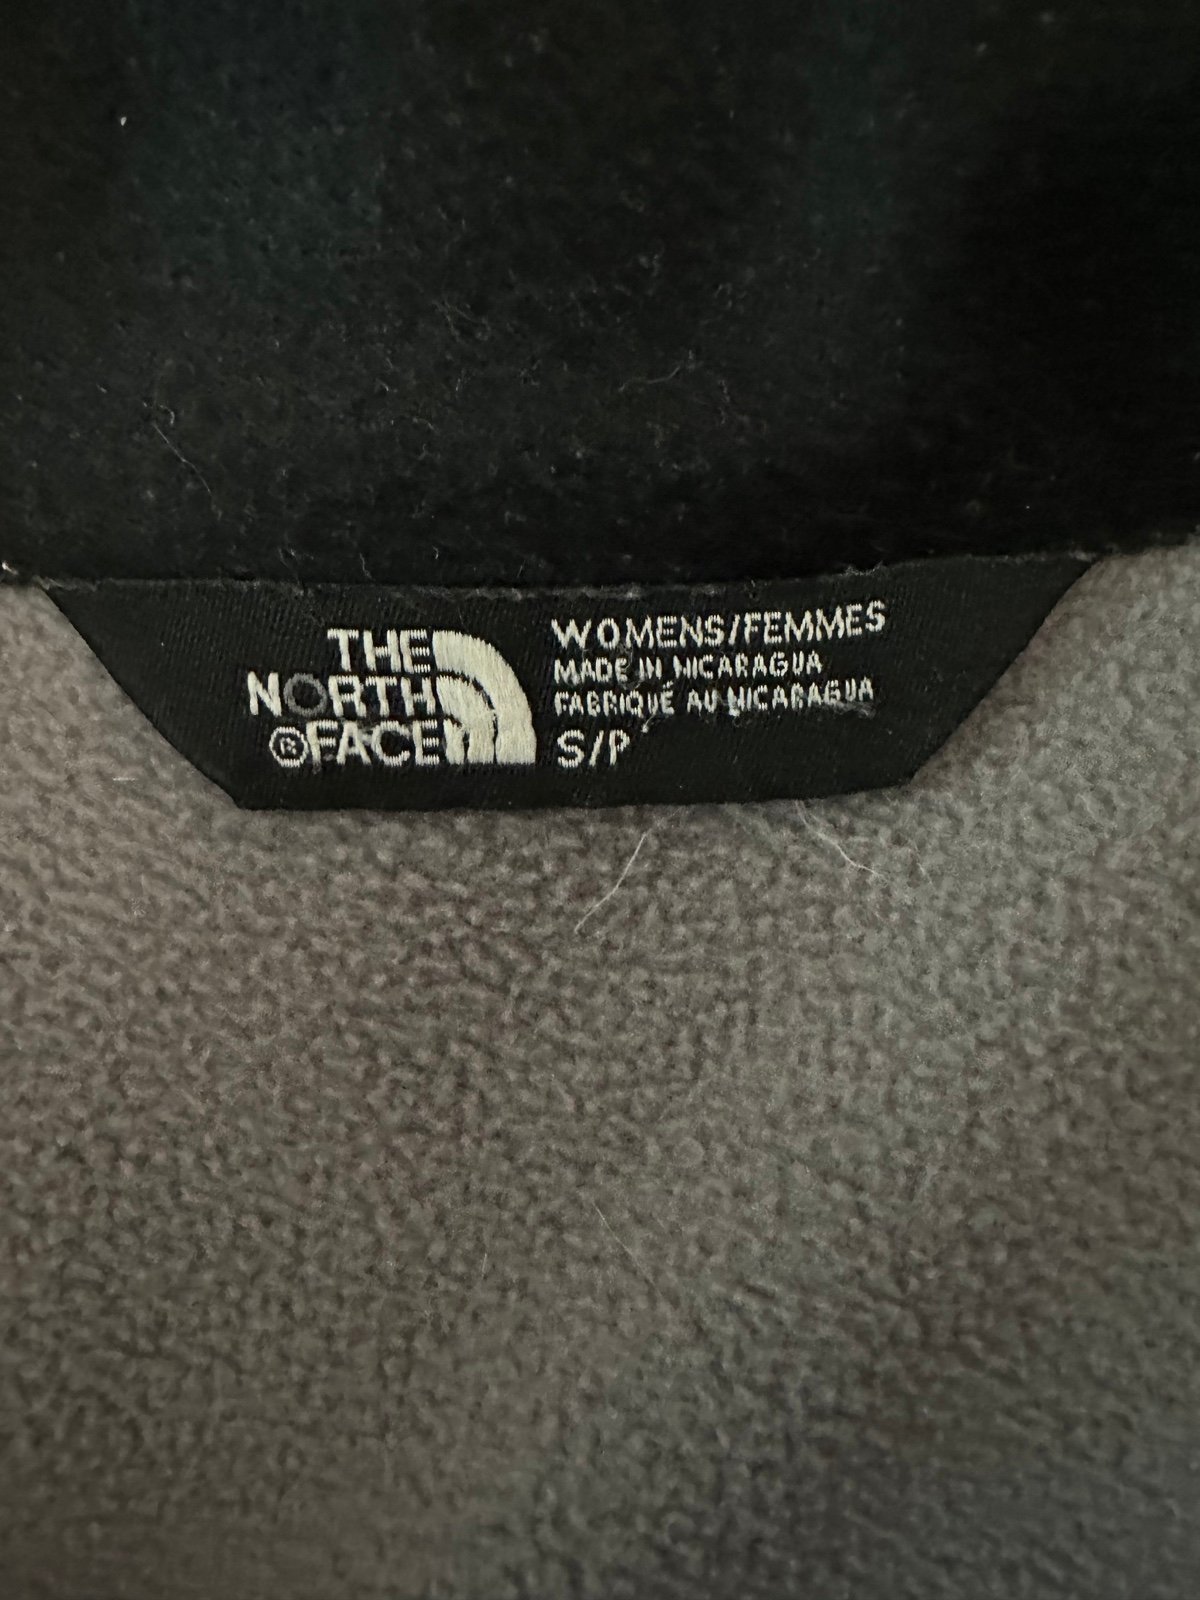 THE
NORTH
®FACE
WOMENS/FEMMES
MADE IN NICARAGUA
FABRIQUÉ AU NICARAGUA
S/P